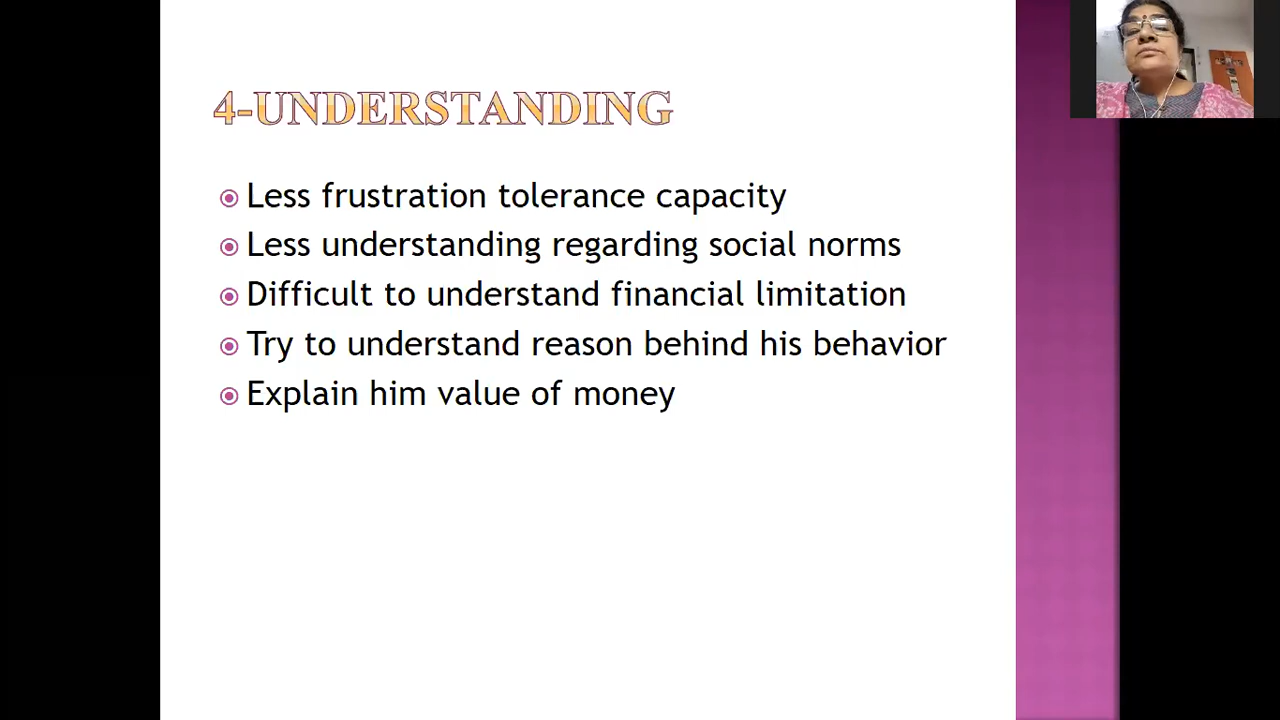 4-UNDERSTANDING
Less frustration tolerance capacity
Less understanding regarding social norms
Difficult to understand financial limitation
Try to understand reason behind his behavior
Explain him value of money